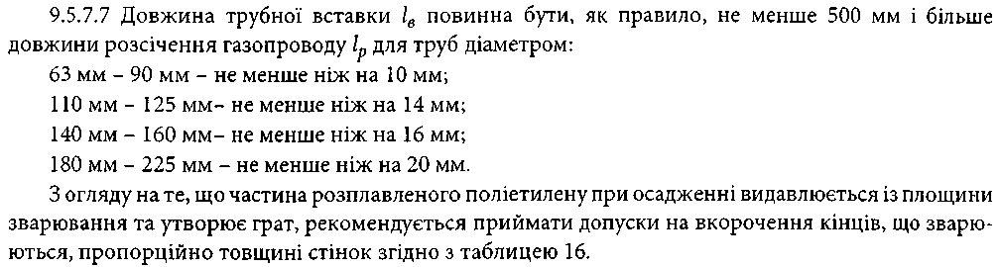 9.5.7.7 Довжина трубної вставки lв повинна бути, як правило, не менше 500 мм і більше
довжини розсічення газопроводу lр для труб діаметром:
63 мм – 90 мм – не менше ніж на 10 мм;
110 мм – 125 мм– не менше ніж на 14 мм;
140 мм – 160 мм– не менше ніж на 16 мм;
180 мм – 225 мм – не менше ніж на 20 мм.
З огляду на те, що частина розплавленого поліетилену при осадженні видавлюється із площини
зварювання та утворює грат, рекомендується приймати допуски на вкорочення кінців, що зварю-
ються, пропорційно товщині стінок згідно з таблицею 16.